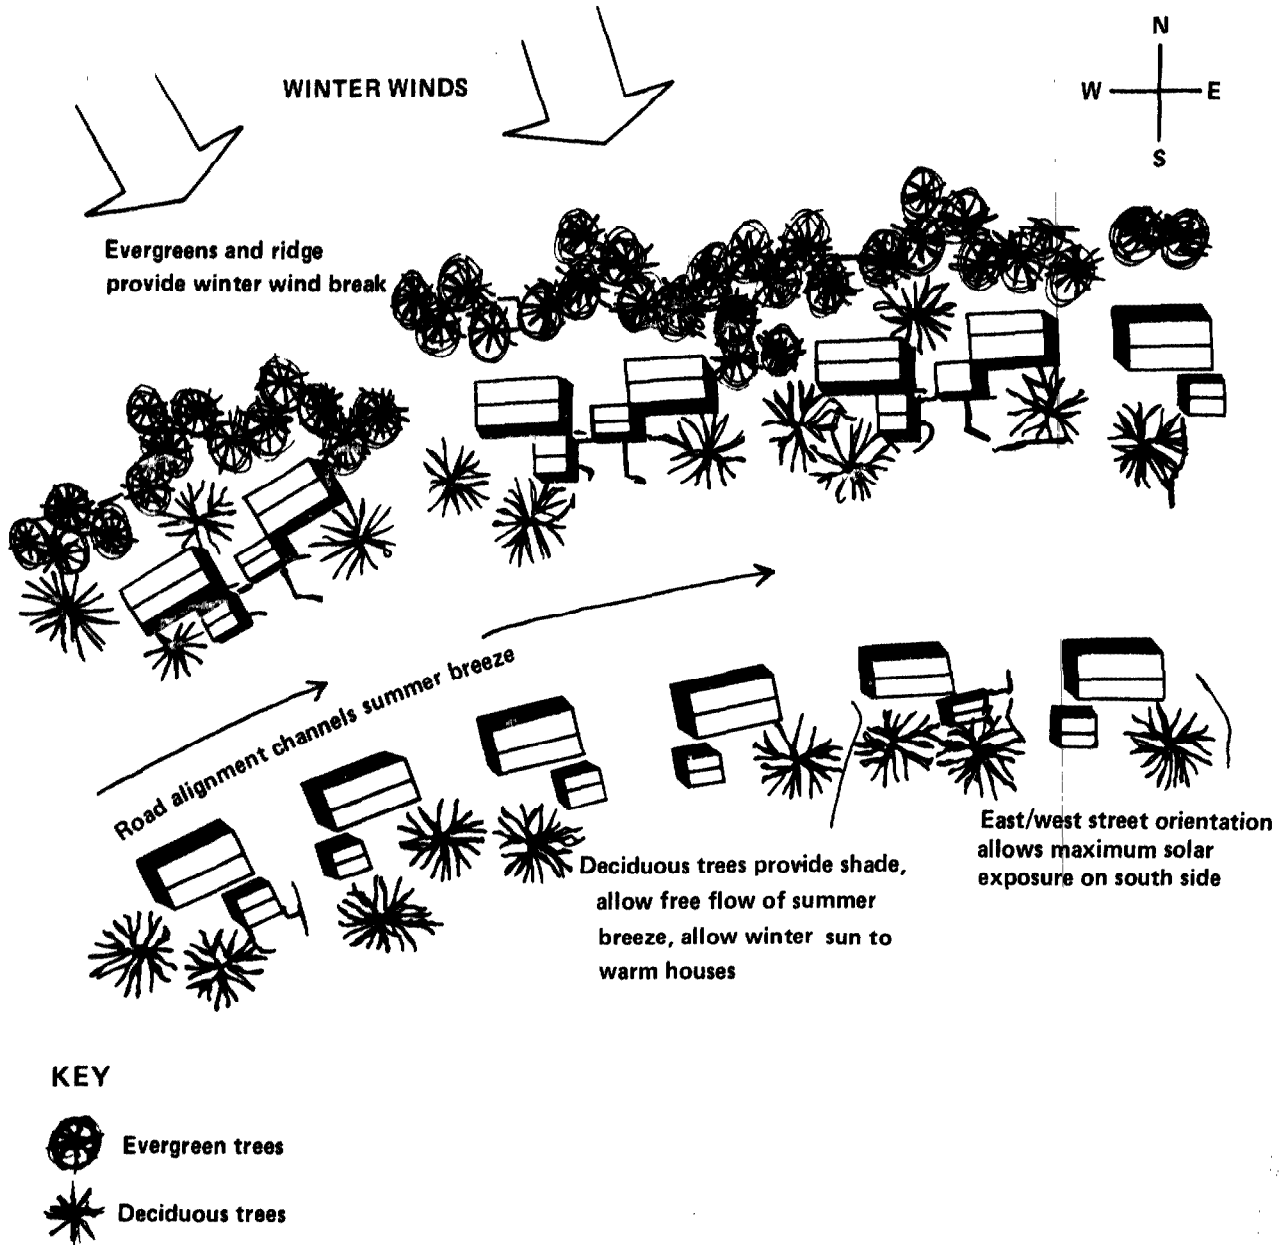 N
WINTER WINDS
W E
S
Evergreens and ridge
provide winter wind break
Road alignment channels summer breeze
East/west street orientation
allows maximum solar
exposure on south side
Deciduous trees provide shade,
allow free flow of summer
breeze, allow winter sun to
warm houses
KEY
Evergreen trees
Deciduous trees